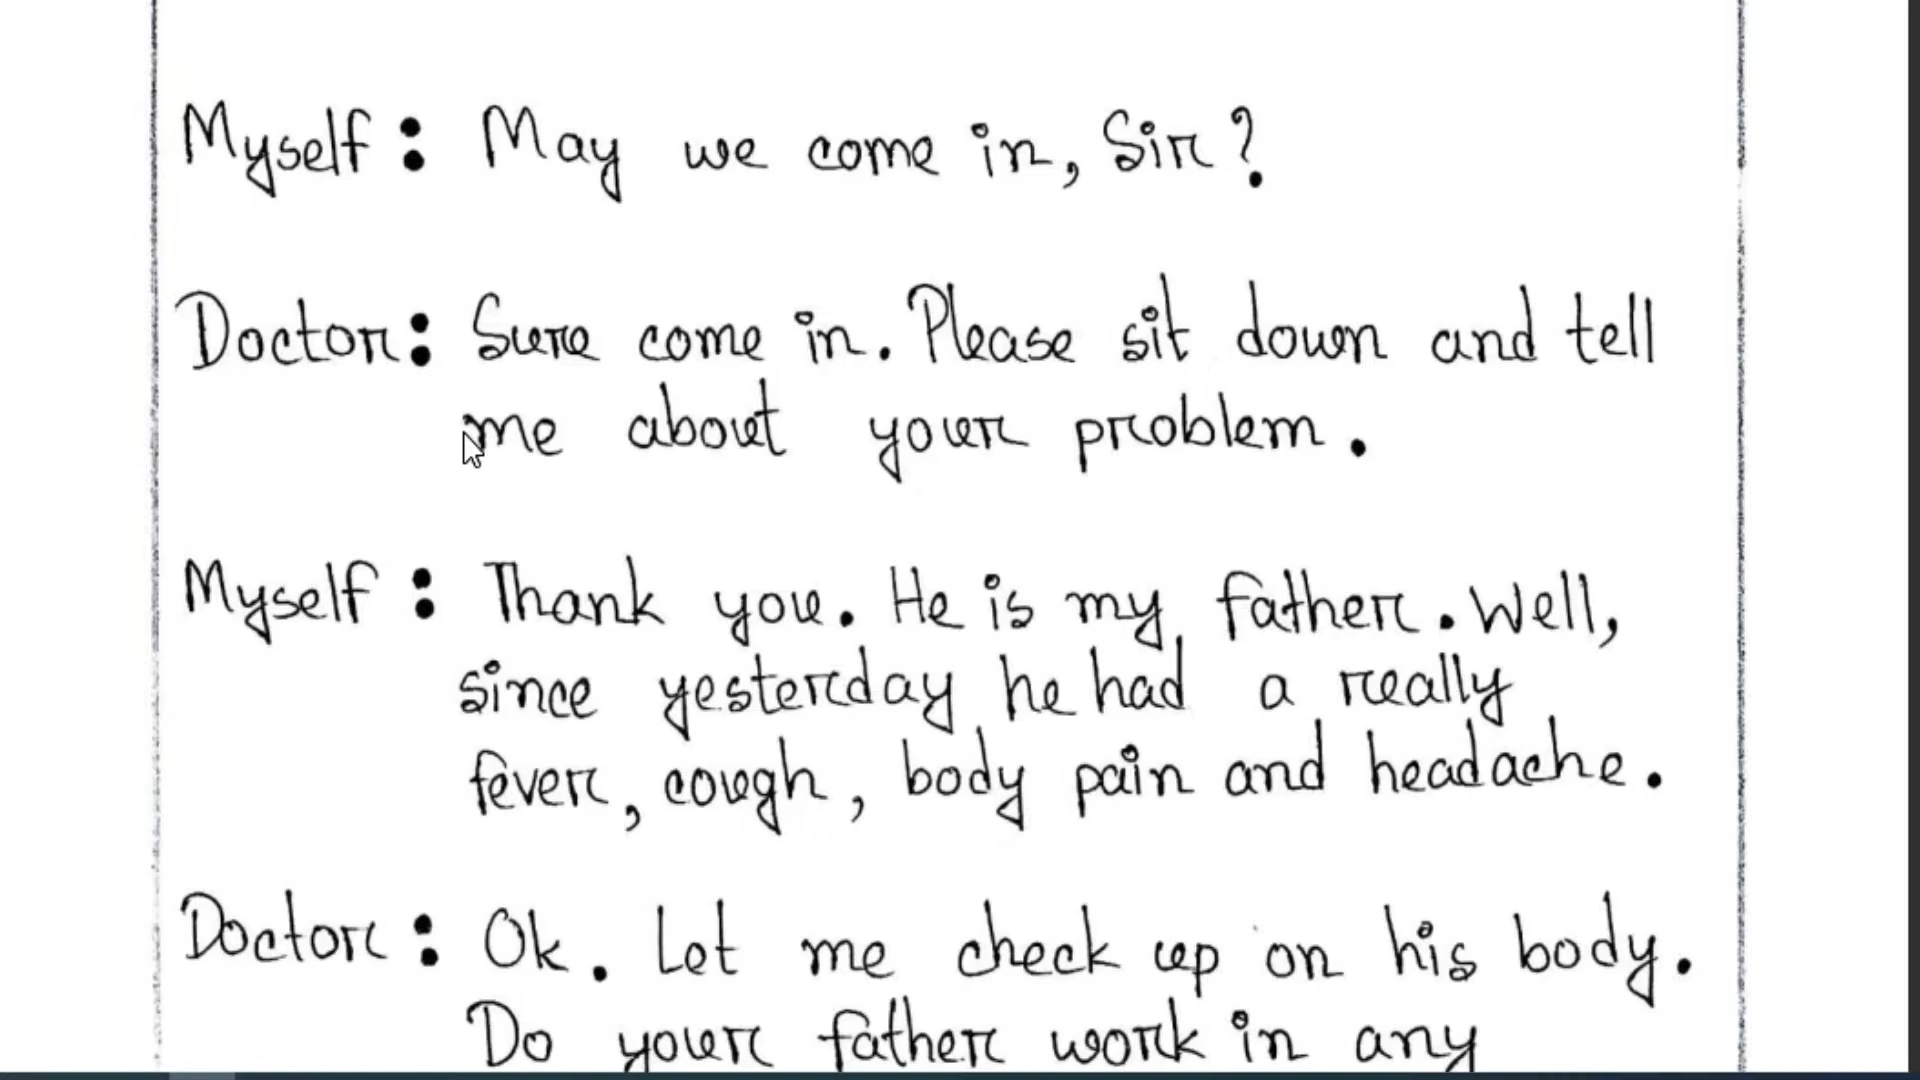 Myself: May we come in, Sir?
Doctor: Sure come in. Please sit down and tell
me about your problem.
Myself: Thank you. He is my father. Well,
since yesterday he had a really
fever, cough, body pain and headache.
Doctor: Ok. Let me check up on his body.
Do your father work in any